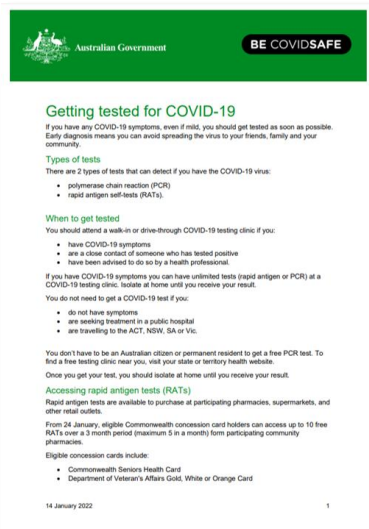 Australian Government
BE COVIDSAFE
Getting tested for COVID-19
If you have any COVID-19 symptoms, even if mild, you should get tested as soon as possible.
Early diagnosis means you can avoid spreading the virus to your friends, family and your
community.
Types of tests
There are 2 types of tests that can detect if you have the COVID-19 virus:
• polymerase chain reaction (PCR)
• rapid antigen self-tests (RATs).
When to get tested
You should attend a walk-in or drive-through COVID-19 testing clinic if you:
• have COVID-19 symptoms
• are a close contact of someone who has tested positive
• have been advised to do so by a health professional.
If you have COVID-19 symptoms you can have unlimited tests (rapid antigen or PCR) at a
COVID-19 testing clinic. Isolate at home until you receive your result.
You do not need to get a COVID-19 test if you:
• do not have symptoms
• are seeking treatment in a public hospital
• are travelling to the ACT, NSW, SA or Vic.
You don't have to be an Australian citizen or permanent resident to get a free PCR test. To
find a free testing clinic near you, visit your state or territory health website.
Once you get your test, you should isolate at home until you receive your result.
Accessing rapid antigen tests (RATs)
Rapid antigen tests are available to purchase at participating pharmacies, supermarkets, and
other retail outlets.
From 24 January, eligible Commonwealth concession card holders can access up to 10 free
RATs over a 3 month period (maximum 5 in a month) form participating community
pharmacies.
Eligible concession cards include:
• Commonwealth Seniors Health Card
• Department of Veteran's Affairs Gold, White or Orange Card
14 January 2022 1